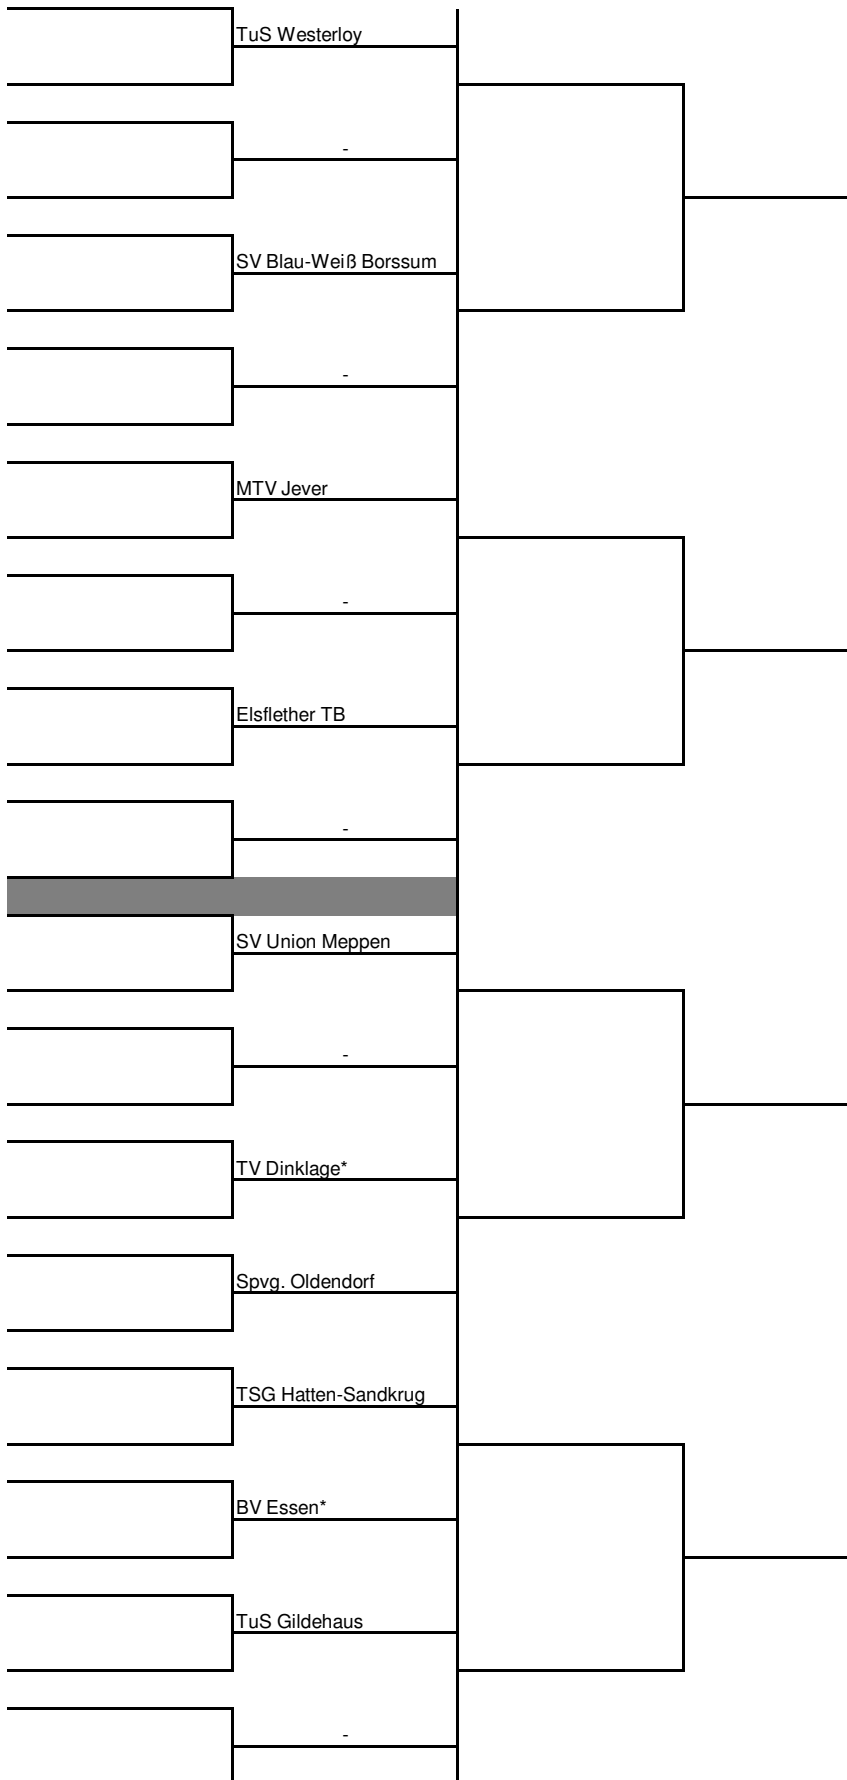 TuS Westerloy
-
SV Blau-Weiß Borssum
-
MTV Jever
-
Elsflether TB
-
SV Union Meppen
-
TV Dinklage*
Spvg. Oldendorf
TSG Hatten-Sandkrug
BV Essen*
TuS Gildehaus
-